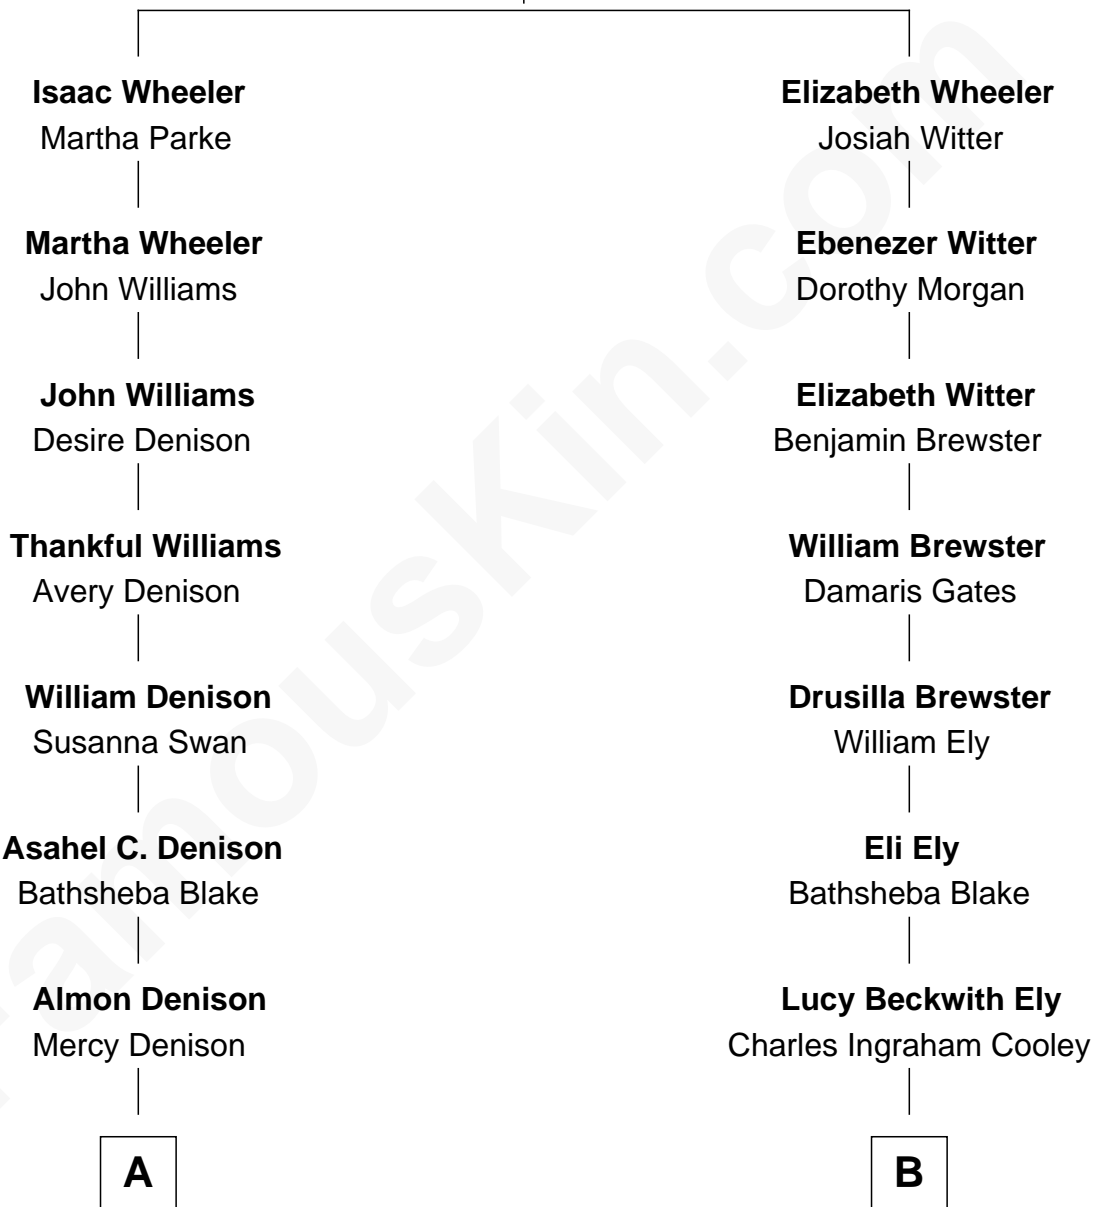 Isaac Wheeler
Martha Parke
Martha Wheeler
John Williams
John Williams
Desire Denison
Thankful Williams
Avery Denison
William Denison
Susanna Swan
Asahel C. Denison
Bathsheba Blake
Almon Denison
Mercy Denison
A
Elizabeth Wheeler
Josiah Witter
Ebenezer Witter
Dorothy Morgan
Elizabeth Witter
Benjamin Brewster
William Brewster
Damaris Gates
Drusilla Brewster
William Ely
Eli Ely
Bathsheba Blake
Lucy Beckwith Ely
Charles Ingraham Cooley
B
FamousKin.com